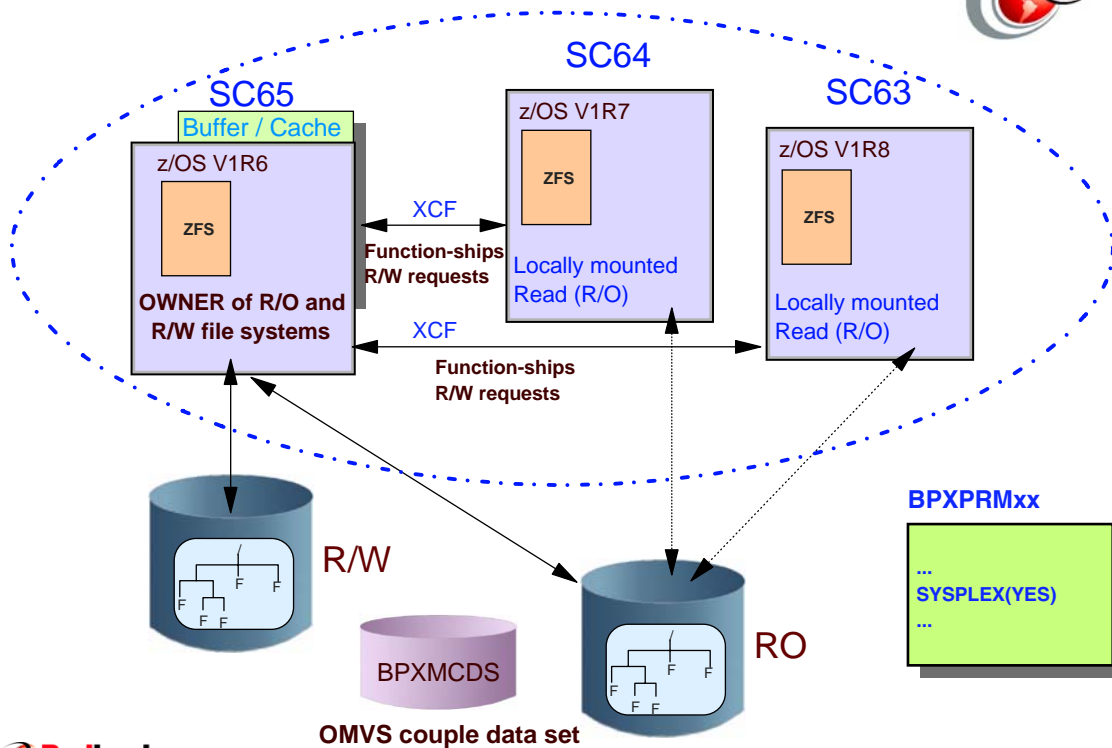 SC64
SC65
SC63
Buffer / Cache
z/OS V1R6
ZFS
OWNER of R/O and
R/W file systems
XCF
Function-ships
R/W requests
z/OS V1R7
ZFS
Locally mounted
Read (R/O)
z/OS V1R8
ZFS
Locally mounted
Read (R/O)
XCF
Function-ships
R/W requests
R/W
/
F
F
F
F
F
BPXMCDS
OMVS couple data set
RO
/
F
F
F
F
F
BPXPRMxx
...
SYSPLEX(YES)
...